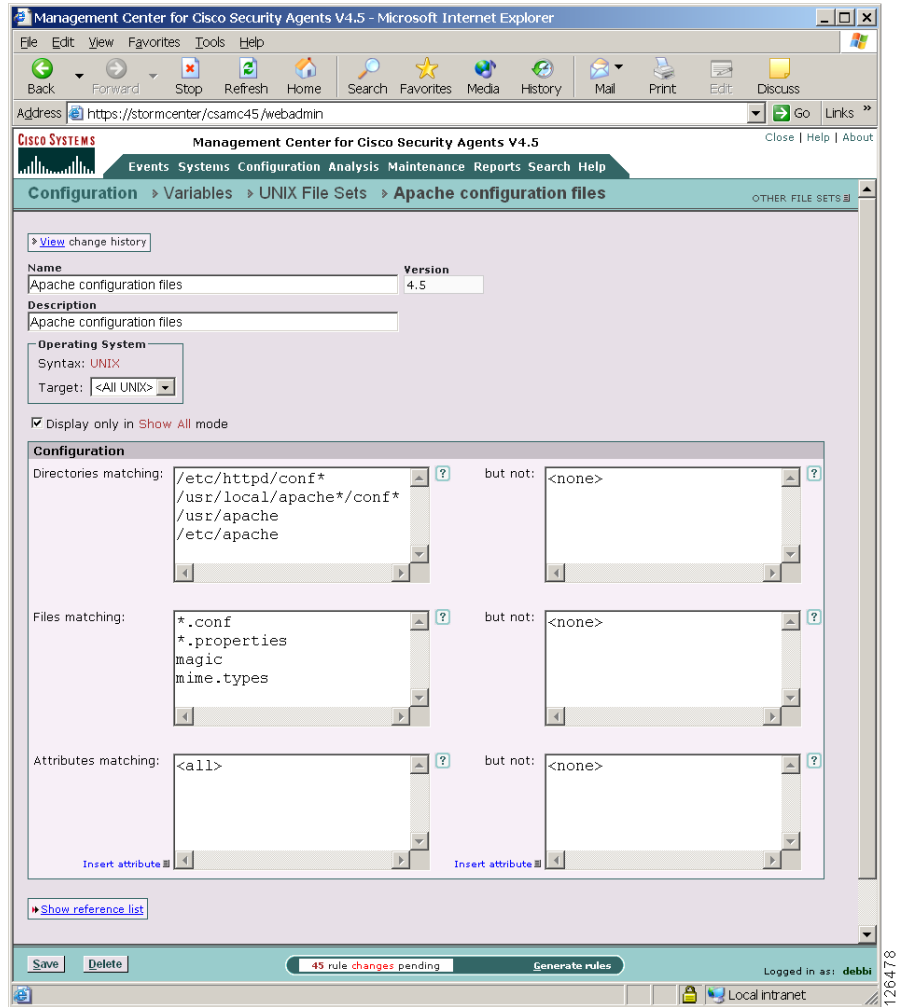 Management Center for Cisco Security Agents V4.5 - Microsoft Internet Explorer
File Edit View Favorites Tools Help
Back Forward Stop Refresh Home Search Favorites Media History Mail Print Edit Discuss
Address https://stormcenter/csamc45/webadmin Go Links »
CISCO SYSTEMS
Management Center for Cisco Security Agents V4.5
Close | Help | About
Events Systems Configuration Analysis Maintenance Reports Search Help
Configuration > Variables > UNIX File Sets > Apache configuration files
OTHER FILE SETS
View change history
Name
Version
Apache configuration files
4.5
Description
Apache configuration files
Operating System
Syntax: UNIX
Target: <All UNIX>
Display only in Show All mode
Configuration
Directories matching:
/etc/httpd/conf*
/usr/local/apache*/conf*
/usr/apache
/etc/apache
?
but not:
<none>
?
Files matching:
*.conf
*.properties
magic
mime.types
?
but not:
<none>
?
Attributes matching:
<all>
?
but not:
<none>
?
Insert attribute
Insert attribute
Show reference list
Save Delete
45 rule changes pending
Generate rules
Logged in as: debbi
Local intranet
126478